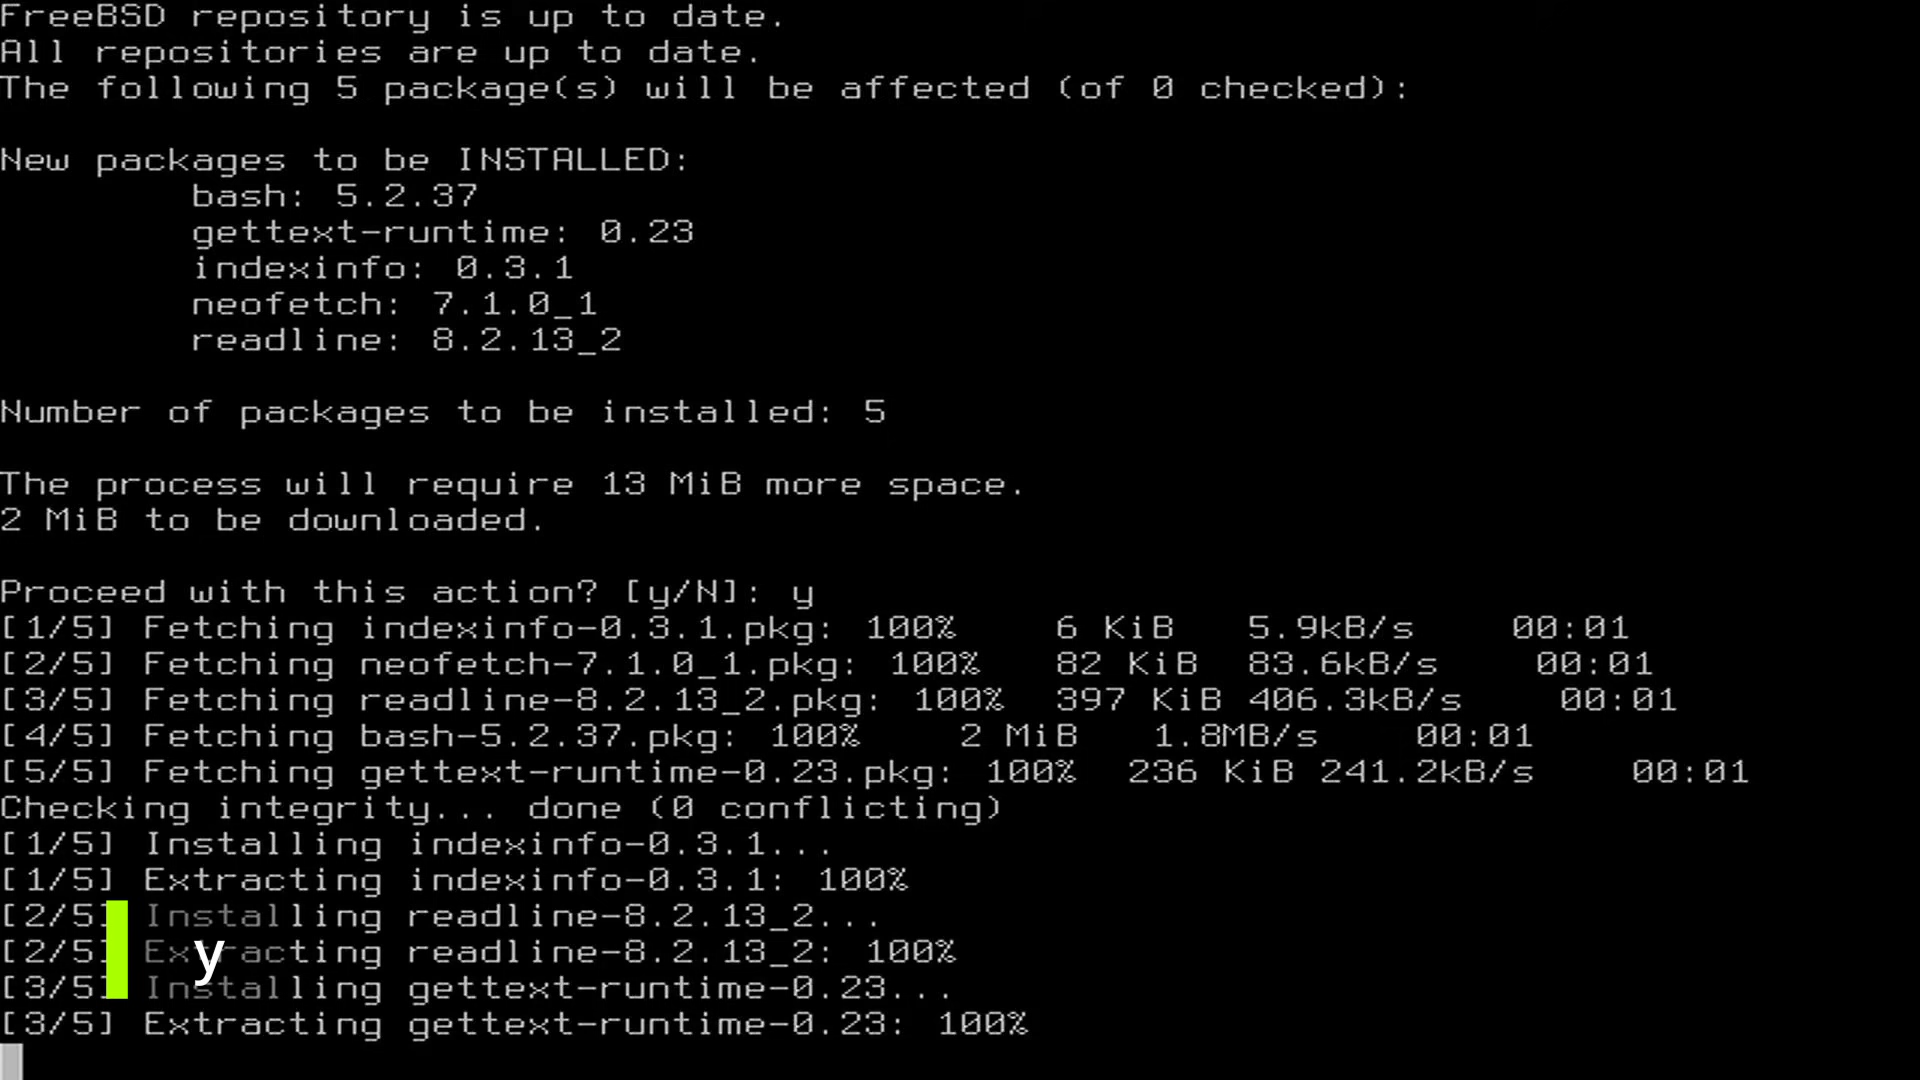 FreeBSD repository is up to date.
All repositories are up to date.
The following 5 package(s) will be affected (of 0 checked):
New packages to be INSTALLED:
bash: 5.2.37
gettext-runtime: 0.23
indexinfo: 0.3.1
neofetch: 7.1.0_1
readline: 8.2.13_2
Number of packages to be installed: 5
The process will require 13 MiB more space.
2 MiB to be downloaded.
Proceed with this action? [y/N]: y
[1/5] Fetching indexinfo-0.3.1.pkg: 100% 6 KiB 5.9kB/s 00:01
[2/5] Fetching neofetch-7.1.0_1.pkg: 100% 82 KiB 83.6kB/s 00:01
[3/5] Fetching readline-8.2.13_2.pkg: 100% 397 KiB 406.3kB/s 00:01
[4/5] Fetching bash-5.2.37.pkg: 100% 2 MiB 1.8MB/s 00:01
[5/5] Fetching gettext-runtime-0.23.pkg: 100% 236 KiB 241.2kB/s 00:01
Checking integrity... done (0 conflicting)
[1/5] Installing indexinfo-0.3.1...
[1/5] Extracting indexinfo-0.3.1: 100%
[2/5] Installing readline-8.2.13_2...
[2/5] Extracting readline-8.2.13_2: 100%
y
[3/5] Installing gettext-runtime-0.23...
[3/5] Extracting gettext-runtime-0.23: 100%